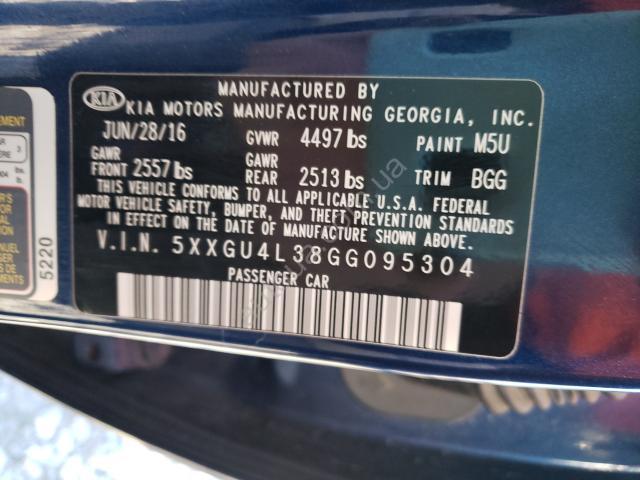 MANUFACTURED BY
KIA KIA MOTORS MANUFACTURING GEORGIA, INC.
JUN/28/16 GVWR 4497 lbs PAINT M5U
GAWR FRONT 2557 lbs GAWR REAR 2513 lbs TRIM BGG
THIS VEHICLE CONFORMS TO ALL APPLICABLE U.S.A. FEDERAL
MOTOR VEHICLE SAFETY, BUMPER, AND THEFT PREVENTION STANDARDS
IN EFFECT ON THE DATE OF MANUFACTURE SHOWN ABOVE.
V.I.N. 5XXGU4L38GG095304
PASSENGER CAR
5220